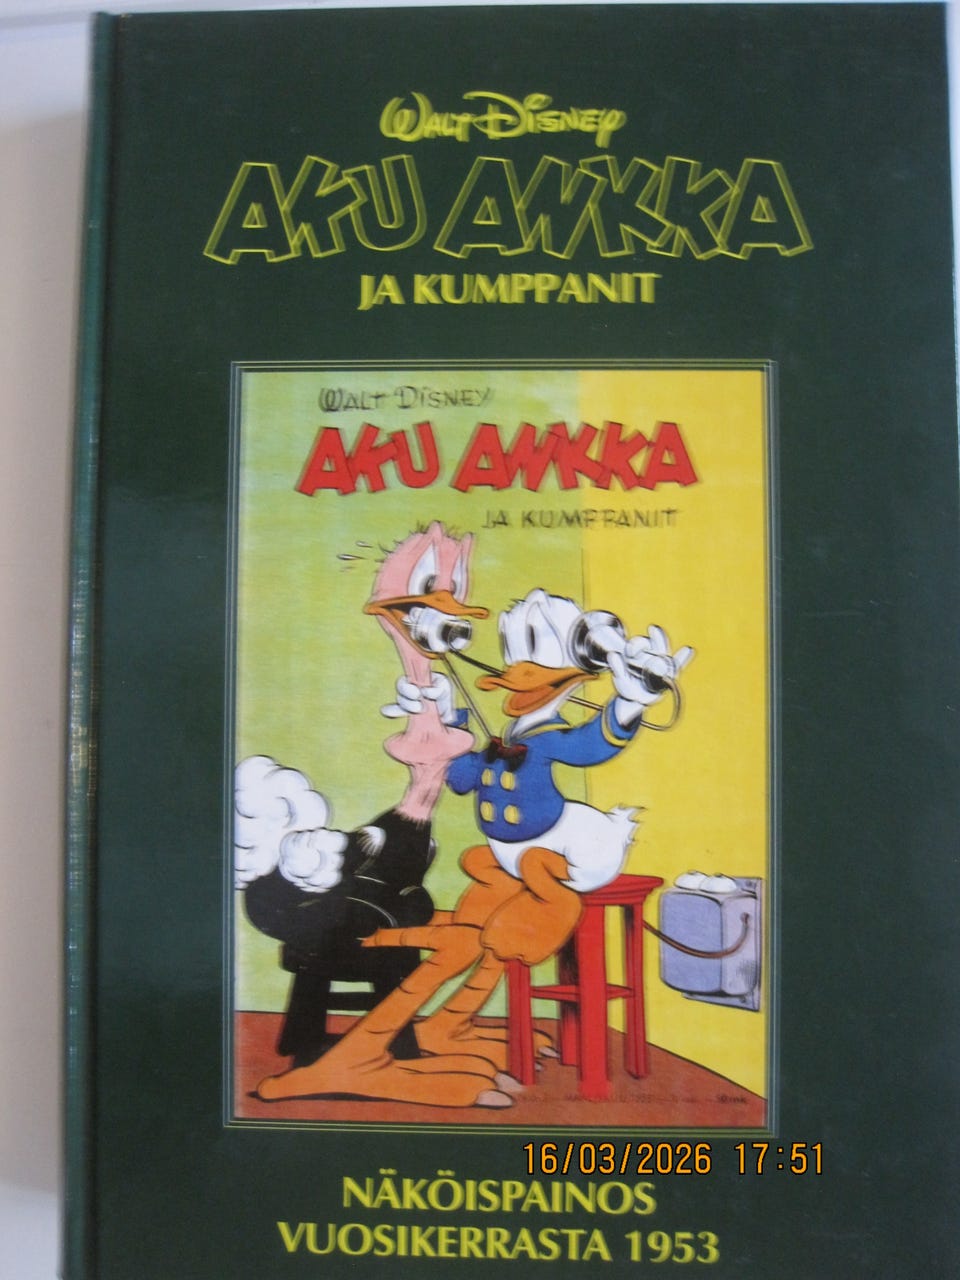 WALT DISNEY
AKU ANKKA
JA KUMPPANIT
WALT DISNEY
AKU ANKKA
JA KUMPPANIT
16/03/2026 17:51
NÄKÖISPAINOS
VUOSIKERRASTA 1953